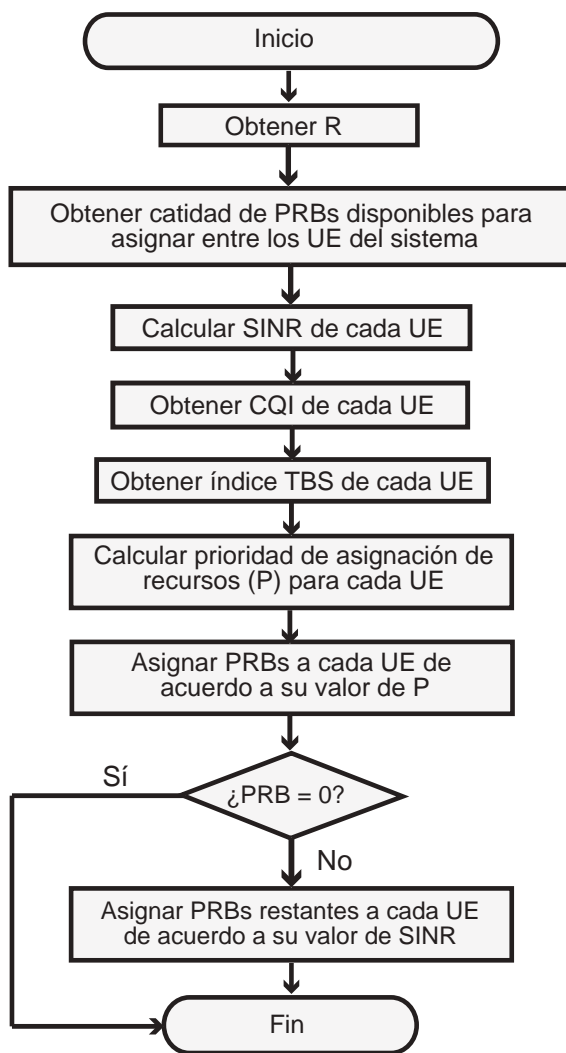 Inicio
Obtener R
Obtener catidad de PRBs disponibles para
asignar entre los UE del sistema
Calcular SINR de cada UE
Obtener CQI de cada UE
Obtener índice TBS de cada UE
Calcular prioridad de asignación de
recursos (P) para cada UE
Asignar PRBs a cada UE de
acuerdo a su valor de P
Sí
¿PRB = 0?
No
Asignar PRBs restantes a cada UE
de acuerdo a su valor de SINR
Fin